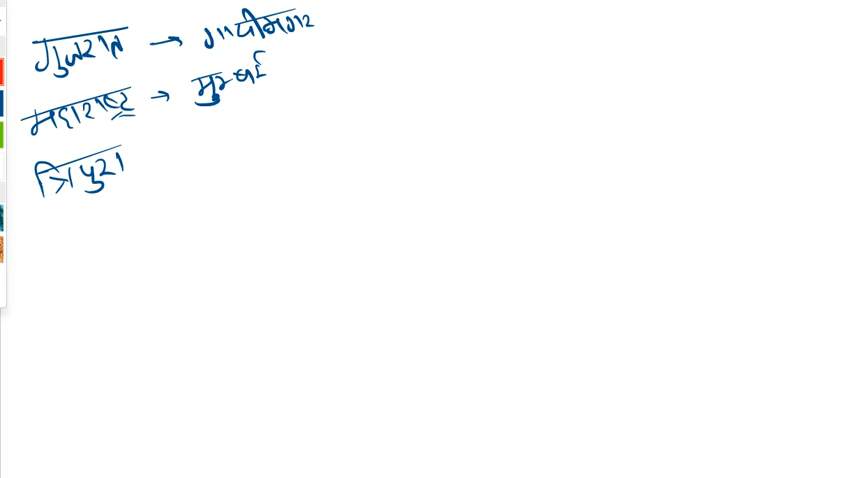 गुजरात → गाधीनगर
महाराष्ट्र → मुम्बई
त्रिपुरा